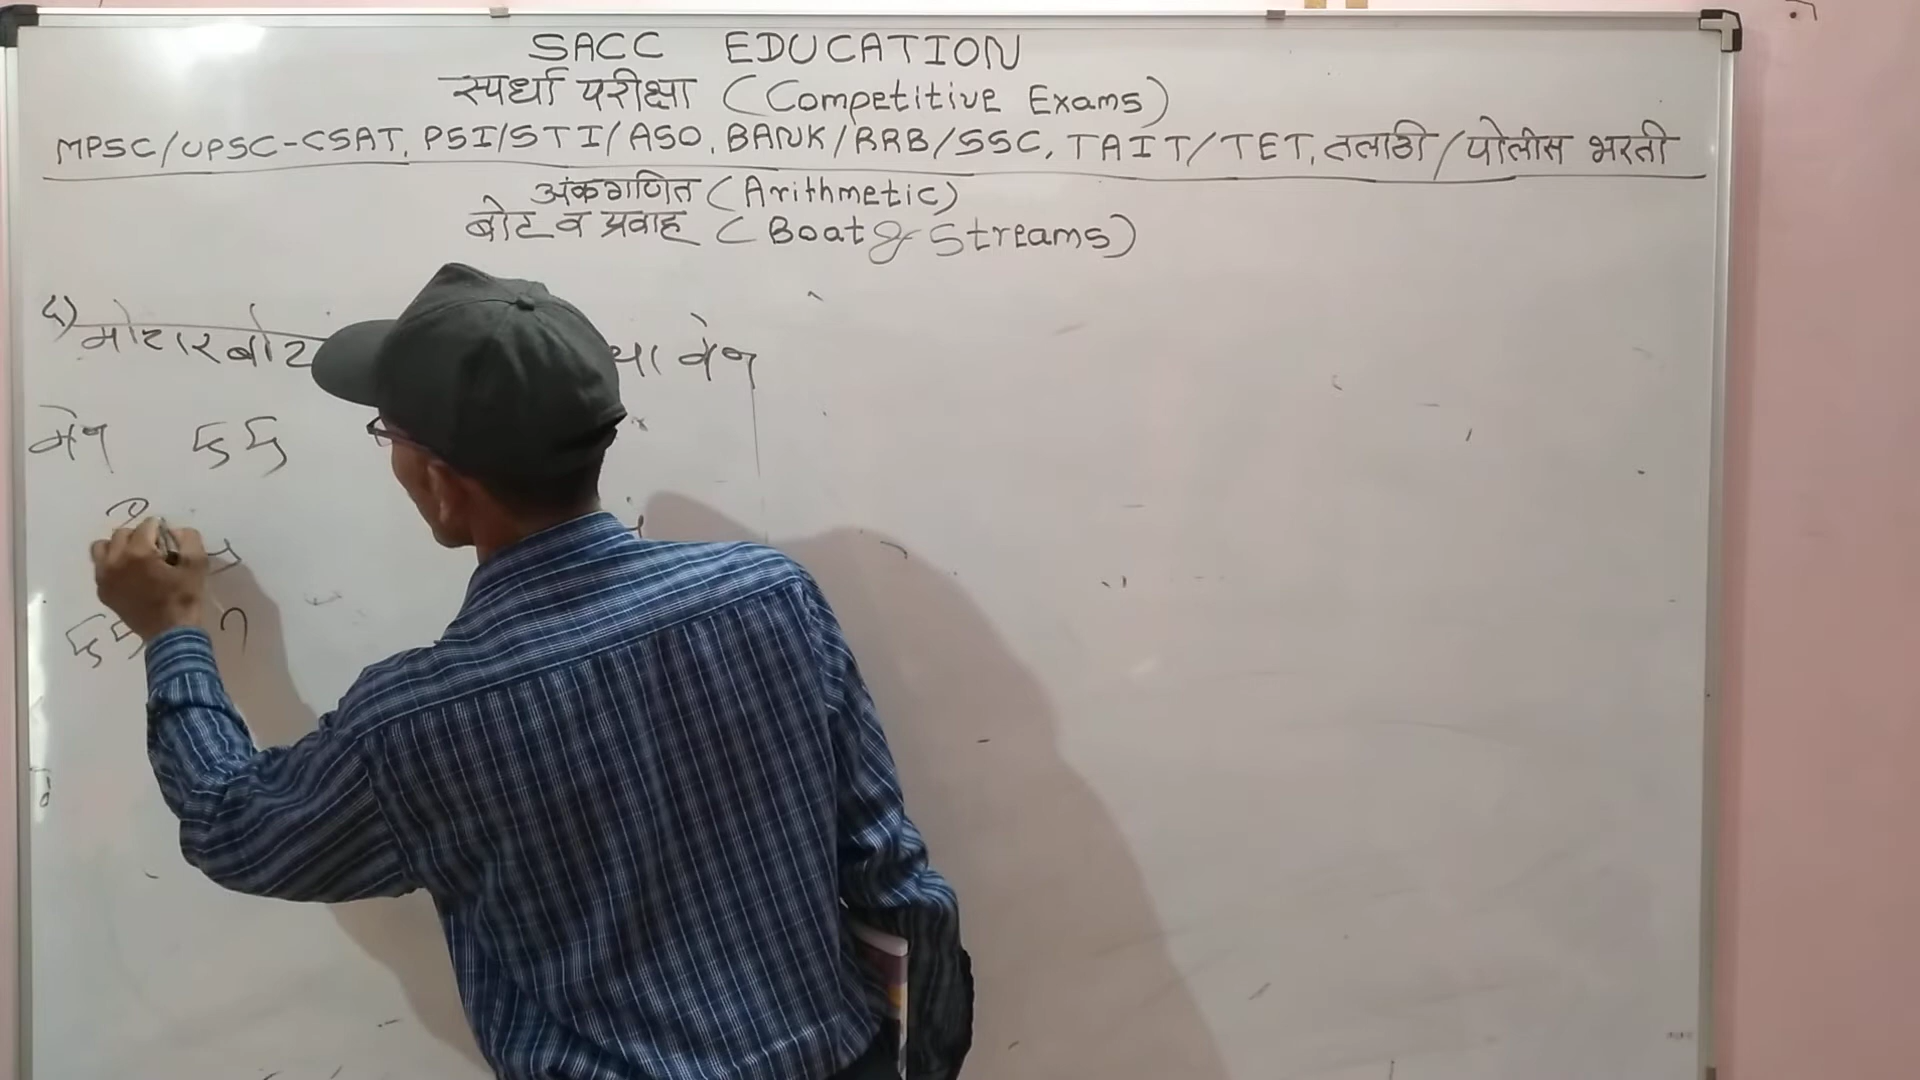 SACC EDUCATION
स्पर्धा परीक्षा (Competitive Exams)
MPSC/UPSC-CSAT, PSI/STI/ASO, BANK/RRB/SSC, TAIT/TET, तलाठी/पोलीस भरती
अंकगणित (Arithmetic)
बोट व प्रवाह (Boat & Streams)
मोटारबोट वेग
वेग